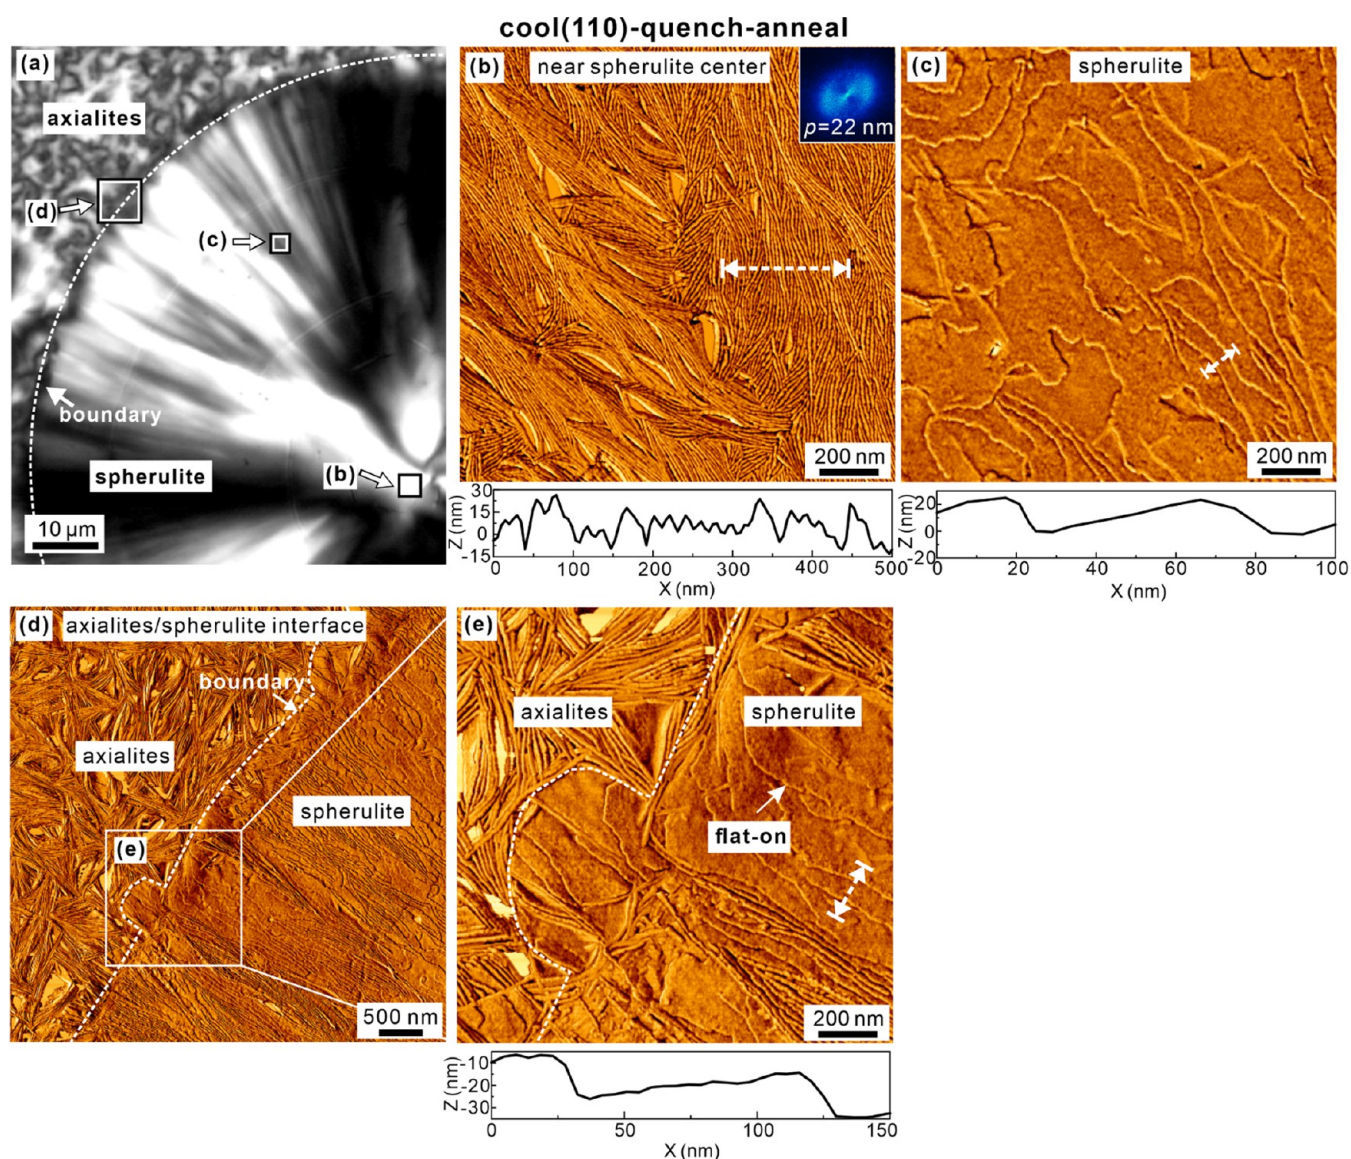 cool(110)-quench-anneal
(a)
axialites
(d)
(c)
boundary
(b)
spherulite
10 μm
(b)
near spherulite center
p=22 nm
200 nm
Z (nm)
30
15
0
-15
0
100
200
300
400
500
X (nm)
(c)
spherulite
200 nm
Z (nm)
20
0
-20
0
20
40
60
80
100
X (nm)
(d)
axialites/spherulite interface
boundary
axialites
spherulite
(e)
500 nm
(e)
axialites
spherulite
flat-on
200 nm
Z (nm)
-10
-20
-30
0
50
100
150
X (nm)